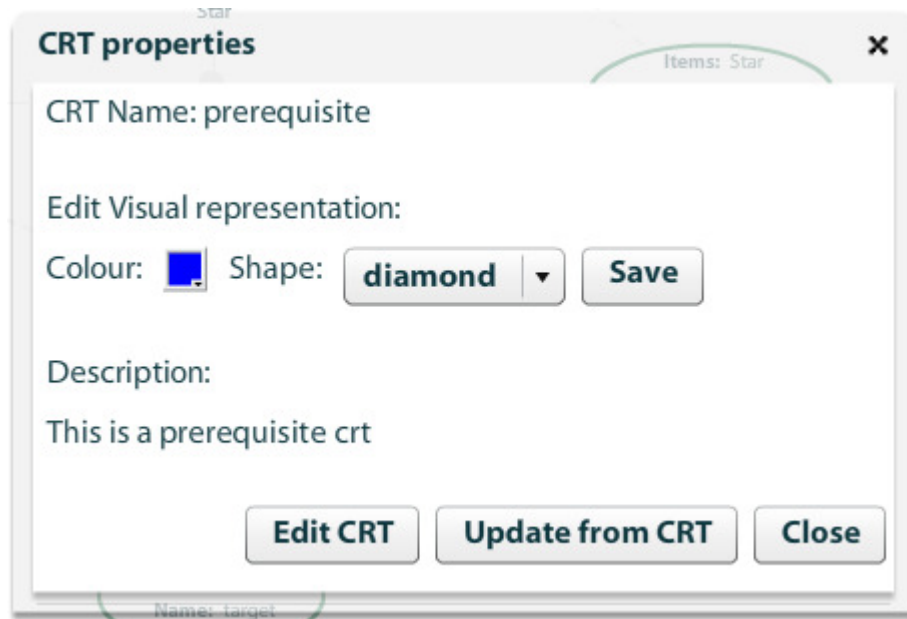 Star
CRT properties
Items: Star
CRT Name: prerequisite
Edit Visual representation:
Colour: Shape: diamond Save
Description:
This is a prerequisite crt
Edit CRT Update from CRT Close
Name: target